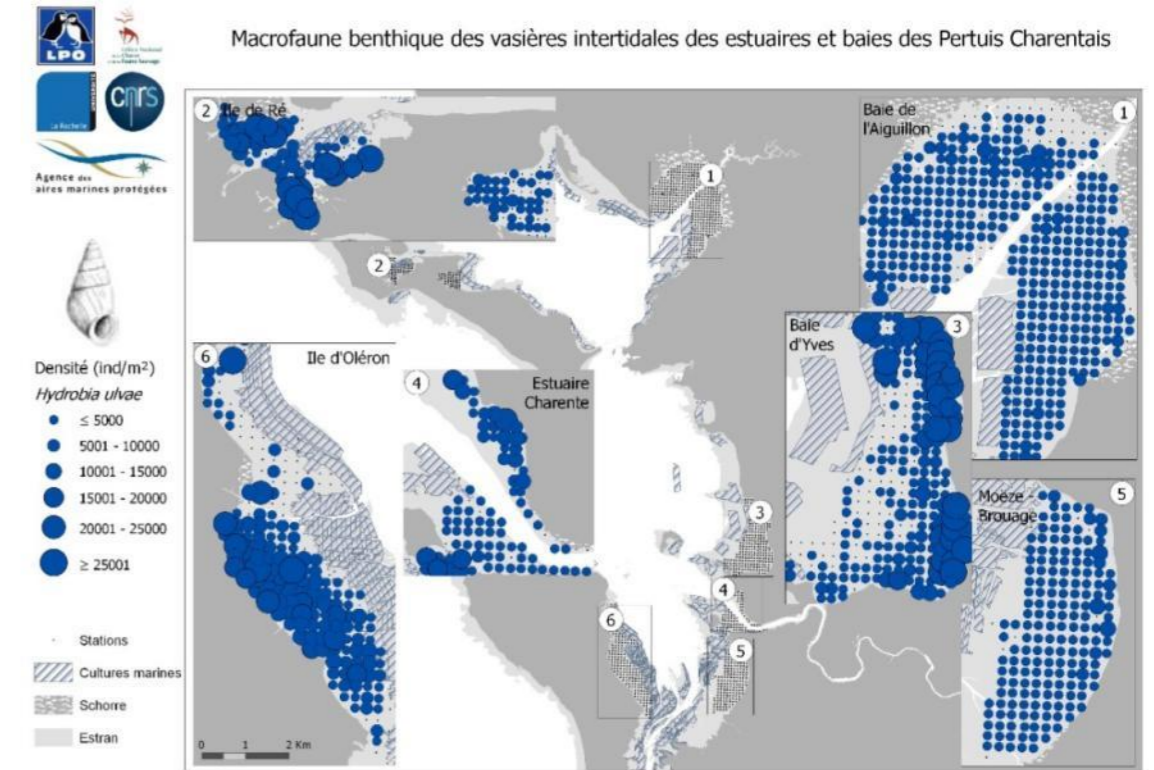 Macrofaune benthique des vasières intertidales des estuaires et baies des Pertuis Charentais
LPO
La Rochelle
cnrs
Agence des
aires marines protégées
Densité (ind/m²)
Hydrobia ulvae
≤ 5000
5001 - 10000
10001 - 15000
15001 - 20000
20001 - 25000
≥ 25001
Stations
Cultures marines
Schorre
Estran
2
Ile de Ré
Baie de
l'Aiguillon
1
1
2
6
Ile d'Oléron
4
Estuaire
Charente
Baie
d'Yves
3
3
Moëze -
Brouage
5
4
6
5
0 1 2 Km